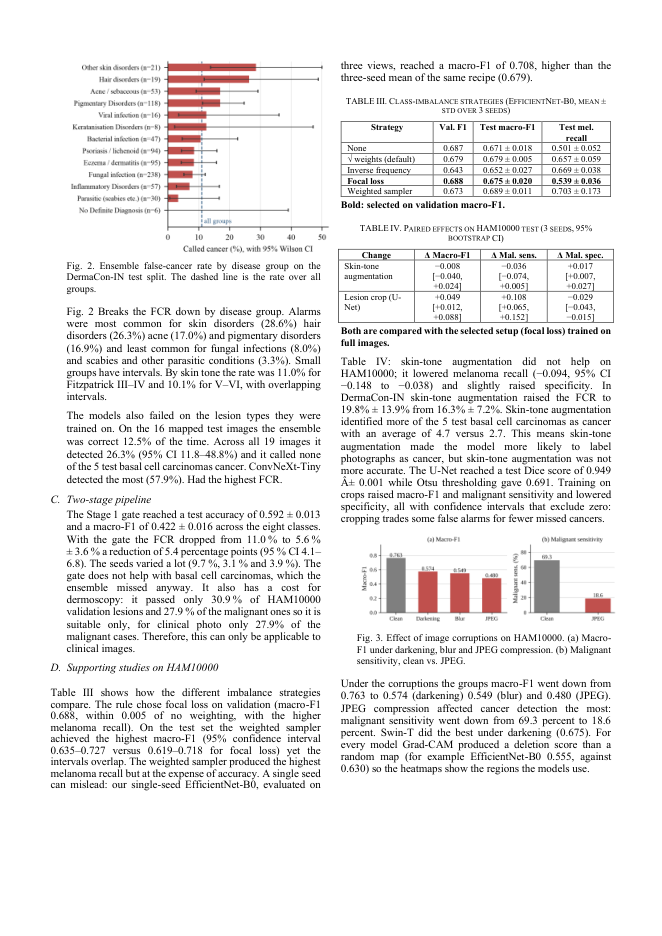 Other skin disorders (n=21)
Hair disorders (n=19)
Acne / sebaceous (n=53)
Pigmentary Disorders (n=118)
Viral infection (n=16)
Keratinisation Disorders (n=8)
Bacterial infection (n=47)
Psoriasis / lichenoid (n=94)
Eczema / dermatitis (n=95)
Fungal infection (n=238)
Inflammatory Disorders (n=57)
Parasitic (scabies etc.) (n=30)
No Definite Diagnosis (n=6)
all groups
0 10 20 30 40 50
Called cancer (%), with 95% Wilson CI
Fig. 2. Ensemble false-cancer rate by disease group on the
DermaCon-IN test split. The dashed line is the rate over all
groups.
Fig. 2 Breaks the FCR down by disease group. Alarms
were most common for skin disorders (28.6%) hair
disorders (26.3%) acne (17.0%) and pigmentary disorders
(16.9%) and least common for fungal infections (8.0%)
and scabies and other parasitic conditions (3.3%). Small
groups have intervals. By skin tone the rate was 11.0% for
Fitzpatrick III–IV and 10.1% for V–VI, with overlapping
intervals.
The models also failed on the lesion types they were
trained on. On the 16 mapped test images the ensemble
was correct 12.5% of the time. Across all 19 images it
detected 26.3% (95% CI 11.8–48.8%) and it called none
of the 5 test basal cell carcinomas cancer. ConvNeXt-Tiny
detected the most (57.9%). Had the highest FCR.
C. Two-stage pipeline
The Stage 1 gate reached a test accuracy of 0.592 ± 0.013
and a macro-F1 of 0.422 ± 0.016 across the eight classes.
With the gate the FCR dropped from 11.0 % to 5.6 %
± 3.6 % a reduction of 5.4 percentage points (95 % CI 4.1–
6.8). The seeds varied a lot (9.7 %, 3.1 % and 3.9 %). The
gate does not help with basal cell carcinomas, which the
ensemble missed anyway. It also has a cost for
dermoscopy: it passed only 30.9 % of HAM10000
validation lesions and 27.9 % of the malignant ones so it is
suitable only, for clinical photo only 27.9% of the
malignant cases. Therefore, this can only be applicable to
clinical images.
D. Supporting studies on HAM10000
Table III shows how the different imbalance strategies
compare. The rule chose focal loss on validation (macro-F1
0.688, within 0.005 of no weighting, with the higher
melanoma recall). On the test set the weighted sampler
achieved the highest macro-F1 (95% confidence interval
0.635–0.727 versus 0.619–0.718 for focal loss) yet the
intervals overlap. The weighted sampler produced the highest
melanoma recall but at the expense of accuracy. A single seed
can mislead: our single-seed EfficientNet-B0, evaluated on
three views, reached a macro-F1 of 0.708, higher than the
three-seed mean of the same recipe (0.679).
TABLE III. CLASS-IMBALANCE STRATEGIES (EFFICIENTNET-B0, MEAN ±
STD OVER 3 SEEDS)
Strategy Val. F1 Test macro-F1 Test mel. recall
None 0.687 0.671 ± 0.018 0.501 ± 0.052
√ weights (default) 0.679 0.679 ± 0.005 0.657 ± 0.059
Inverse frequency 0.643 0.652 ± 0.027 0.669 ± 0.038
Focal loss 0.688 0.675 ± 0.020 0.539 ± 0.036
Weighted sampler 0.673 0.689 ± 0.011 0.703 ± 0.173
Bold: selected on validation macro-F1.
TABLE IV. PAIRED EFFECTS ON HAM10000 TEST (3 SEEDS, 95%
BOOTSTRAP CI)
Change Δ Macro-F1 Δ Mal. sens. Δ Mal. spec.
Skin-tone augmentation −0.008 [−0.040, +0.024] −0.036 [−0.074, +0.005] +0.017 [+0.007, +0.027]
Lesion crop (U-Net) +0.049 [+0.012, +0.088] +0.108 [+0.065, +0.152] −0.029 [−0.043, −0.015]
Both are compared with the selected setup (focal loss) trained on
full images.
Table IV: skin-tone augmentation did not help on
HAM10000; it lowered melanoma recall (−0.094, 95% CI
−0.148 to −0.038) and slightly raised specificity. In
DermaCon-IN skin-tone augmentation raised the FCR to
19.8% ± 13.9% from 16.3% ± 7.2%. Skin-tone augmentation
identified more of the 5 test basal cell carcinomas as cancer
with an average of 4.7 versus 2.7. This means skin-tone
augmentation made the model more likely to label
photographs as cancer, but skin-tone augmentation was not
more accurate. The U-Net reached a test Dice score of 0.949
Â± 0.001 while Otsu thresholding gave 0.691. Training on
crops raised macro-F1 and malignant sensitivity and lowered
specificity, all with confidence intervals that exclude zero:
cropping trades some false alarms for fewer missed cancers.
(a) Macro-F1
Macro-F1
0.8
0.6
0.4
0.2
0.0
0.763 0.574 0.549 0.480
Clean Darkening Blur JPEG
(b) Malignant sensitivity
Malignant sens. (%)
80
60
40
20
0
69.3 18.6
Clean JPEG
Fig. 3. Effect of image corruptions on HAM10000. (a) Macro-
F1 under darkening, blur and JPEG compression. (b) Malignant
sensitivity, clean vs. JPEG.
Under the corruptions the groups macro-F1 went down from
0.763 to 0.574 (darkening) 0.549 (blur) and 0.480 (JPEG).
JPEG compression affected cancer detection the most:
malignant sensitivity went down from 69.3 percent to 18.6
percent. Swin-T did the best under darkening (0.675). For
every model Grad-CAM produced a deletion score than a
random map (for example EfficientNet-B0 0.555, against
0.630) so the heatmaps show the regions the models use.